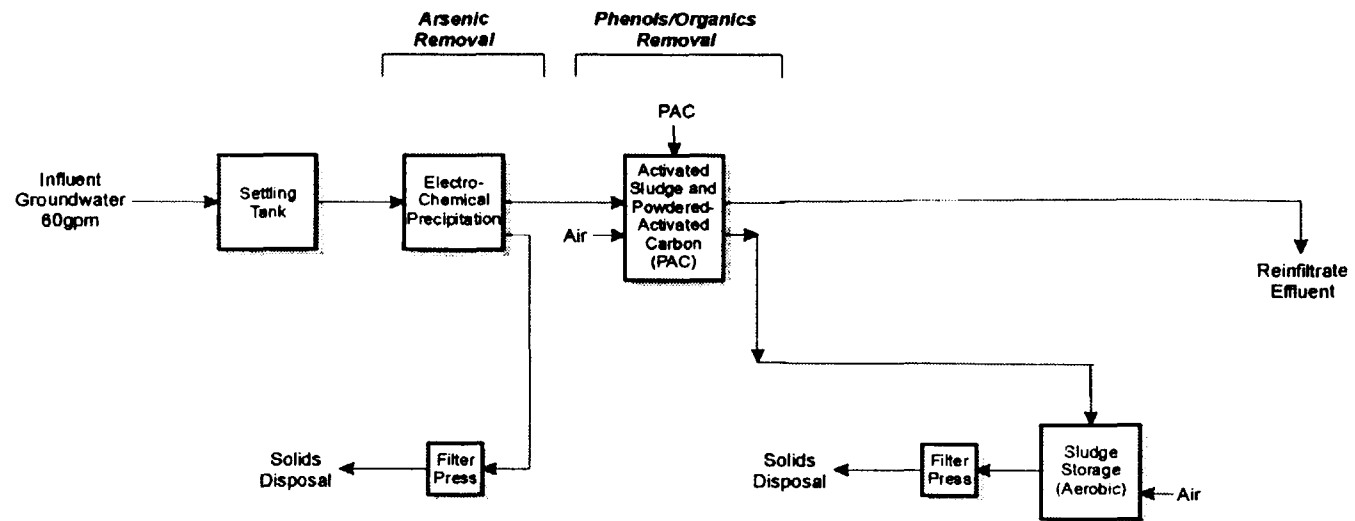 Arsenic
Removal
Phenols/Organics
Removal
PAC
Influent
Groundwater
60gpm
Settling
Tank
Electro-
Chemical
Precipitation
Air
Activated
Sludge and
Powdered-
Activated
Carbon
(PAC)
Reinfiltrate
Effluent
Solids
Disposal
Filter
Press
Solids
Disposal
Filter
Press
Sludge
Storage
(Aerobic)
Air